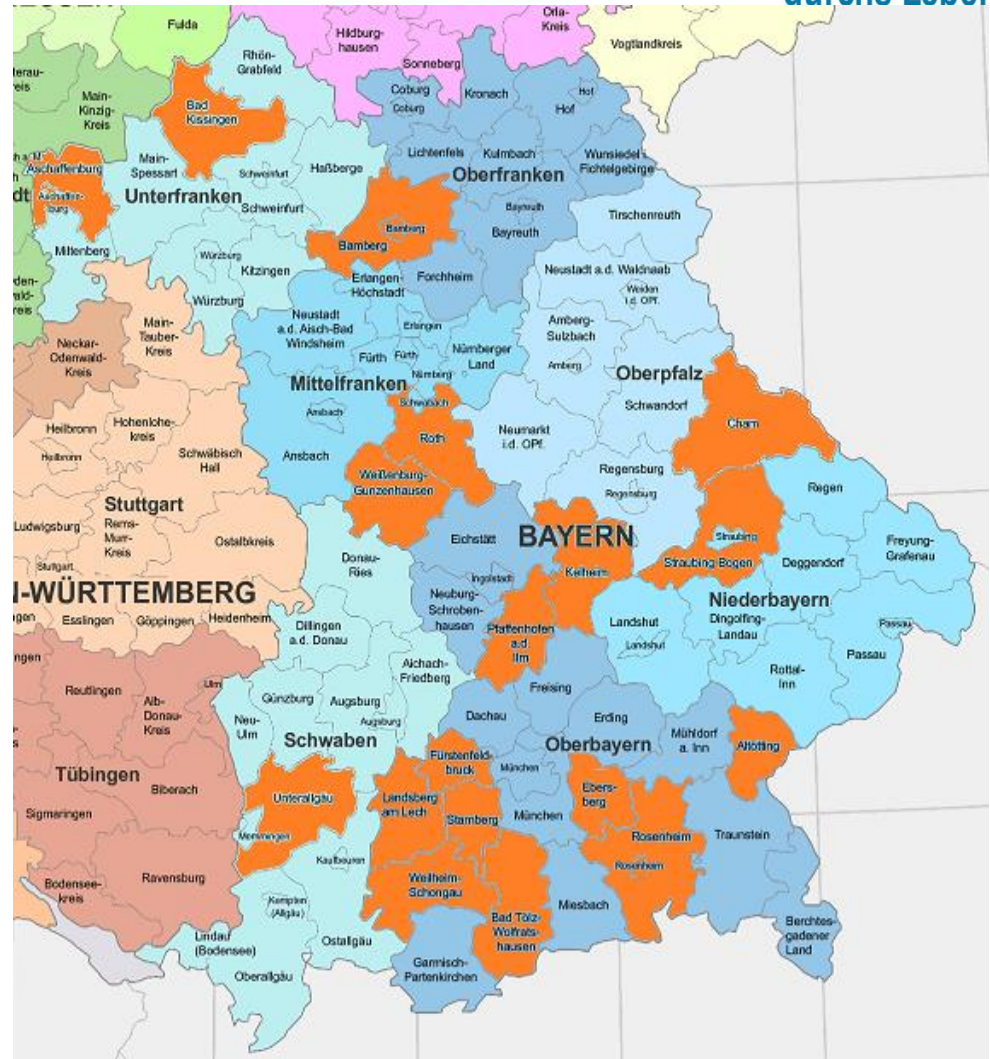 Fulda
Hildburg-
hausen
Orla-
Kreis
Vogtlandkreis
Sonneberg
Rhön-
Grabfeld
Main-
Kinzig-
Kreis
Bad
Kissingen
Coburg
Coburg
Kronach
Hof
Hof
Aschaffenburg
Aschaffen-
burg
Main-
Spessart
Schweinfurt
Haßberge
Lichtenfels
Kulmbach
Wunsiedel
Fichtelgebirge
Oberfranken
Unterfranken
Schweinfurt
Bayreuth
Bayreuth
Tirschenreuth
Bamberg
Bamberg
Miltenberg
Würzburg
Kitzingen
Würzburg
Erlangen-
Höchstadt
Forchheim
Neustadt a.d. Waldnaab
Weiden
i.d. OPf.
Main-
Tauber-
Kreis
Neckar-
Odenwald-
Kreis
Neustadt
a.d. Aisch-Bad
Windsheim
Erlangen
Fürth
Fürth
Nürnberger
Land
Nürnberg
Amberg-
Sulzbach
Amberg
Oberpfalz
Mittelfranken
Ansbach
Ansbach
Schwabach
Roth
Schwandorf
Cham
Neumarkt
i.d. OPf.
Heilbronn
Heilbronn
Hohenlohe-
kreis
Schwäbisch
Hall
Weißenburg-
Gunzenhausen
Regensburg
Regensburg
Regen
Stuttgart
Ludwigsburg
Rems-
Murr-
Kreis
Ostalbkreis
Stuttgart
Eichstätt
BAYERN
Straubing
Straubing-Bogen
Deggendorf
Freyung-
Grafenau
Donau-
Ries
Ingolstadt
Kelheim
N-WÜRTTEMBERG
Esslingen
Göppingen
Heidenheim
Neuburg-
Schroben-
hausen
Pfaffenhofen
a.d.
Ilm
Niederbayern
Dingolfing-
Landau
Landshut
Landshut
Passau
Passau
Dillingen
a.d. Donau
Aichach-
Friedberg
Rottal-
Inn
Reutlingen
Alb-
Donau-
Kreis
Ulm
Günzburg
Augsburg
Augsburg
Neu-
Ulm
Schwaben
Freising
Dachau
Erding
Mühldorf
a. Inn
Altötting
Oberbayern
Tübingen
Biberach
Sigmaringen
Fürstenfeld-
bruck
München
München
Unterallgäu
Memmingen
Landsberg
am Lech
Starnberg
Ebers-
berg
Rosenheim
Rosenheim
Traunstein
Kaufbeuren
Bodensee-
kreis
Ravensburg
Weilheim-
Schongau
Kempten
(Allgäu)
Bad Tölz-
Wolfrats-
hausen
Miesbach
Berchtes-
gadener
Land
Lindau
(Bodensee)
Ostallgäu
Oberallgäu
Garmisch-
Partenkirchen